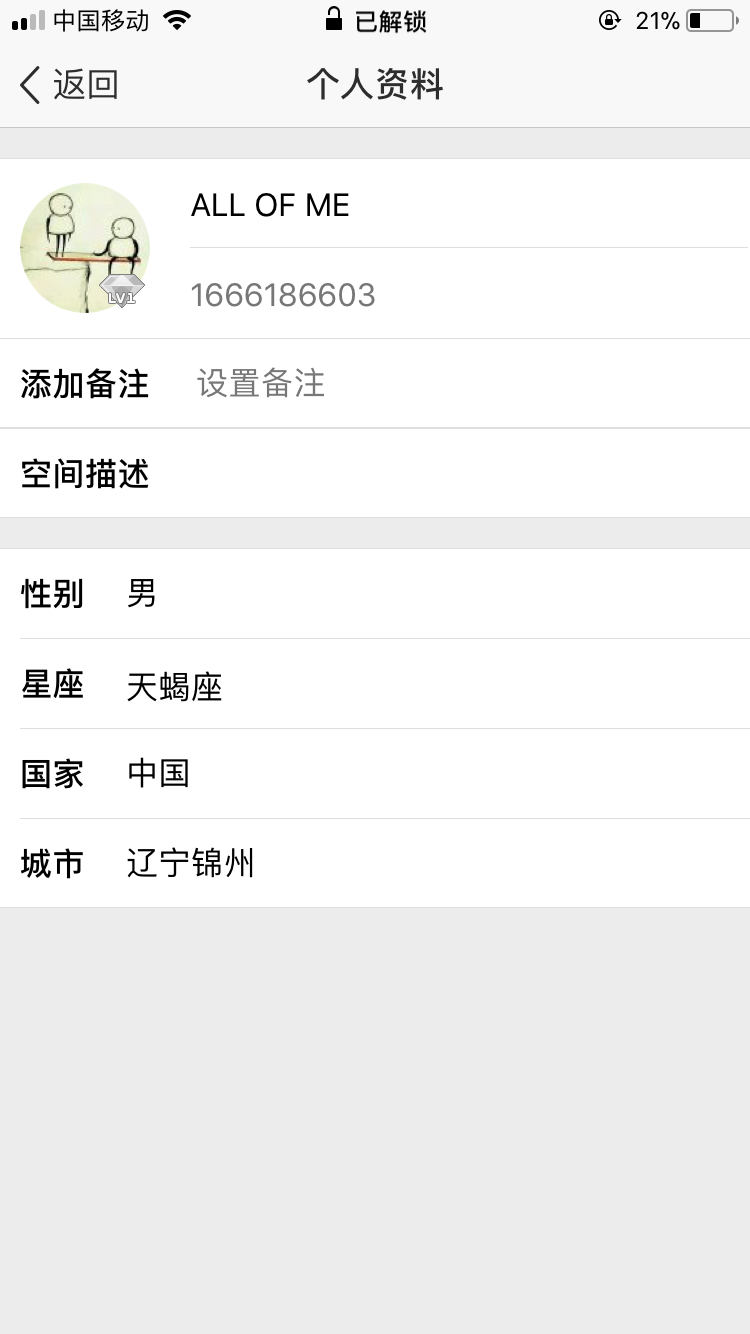 中国移动 已解锁 21%
返回 个人资料
ALL OF ME
LV1
1666186603
添加备注 设置备注
空间描述
性别 男
星座 天蝎座
国家 中国
城市 辽宁锦州